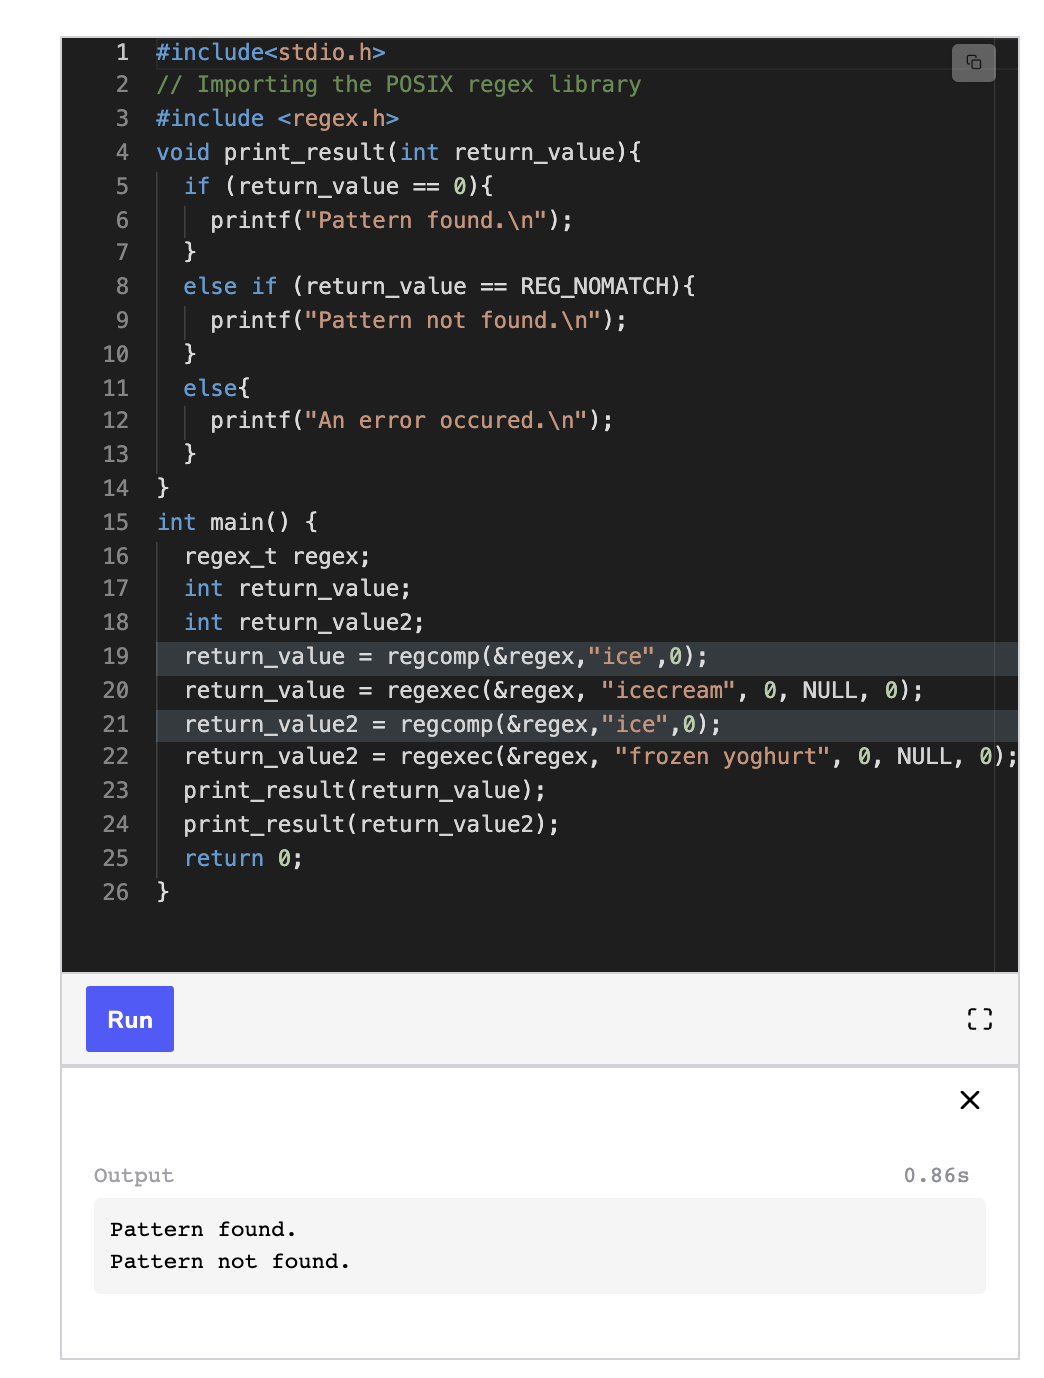 1 #include<stdio.h>
2 // Importing the POSIX regex library
3 #include <regex.h>
4 void print_result(int return_value){
5   if (return_value == 0){
6     printf("Pattern found.\n");
7   }
8   else if (return_value == REG_NOMATCH){
9     printf("Pattern not found.\n");
10   }
11   else{
12     printf("An error occured.\n");
13   }
14 }
15 int main() {
16   regex_t regex;
17   int return_value;
18   int return_value2;
19   return_value = regcomp(&regex,"ice",0);
20   return_value = regexec(&regex, "icecream", 0, NULL, 0);
21   return_value2 = regcomp(&regex,"ice",0);
22   return_value2 = regexec(&regex, "frozen yoghurt", 0, NULL, 0);
23   print_result(return_value);
24   print_result(return_value2);
25   return 0;
26 }
Run
Output 0.86s
Pattern found.
Pattern not found.